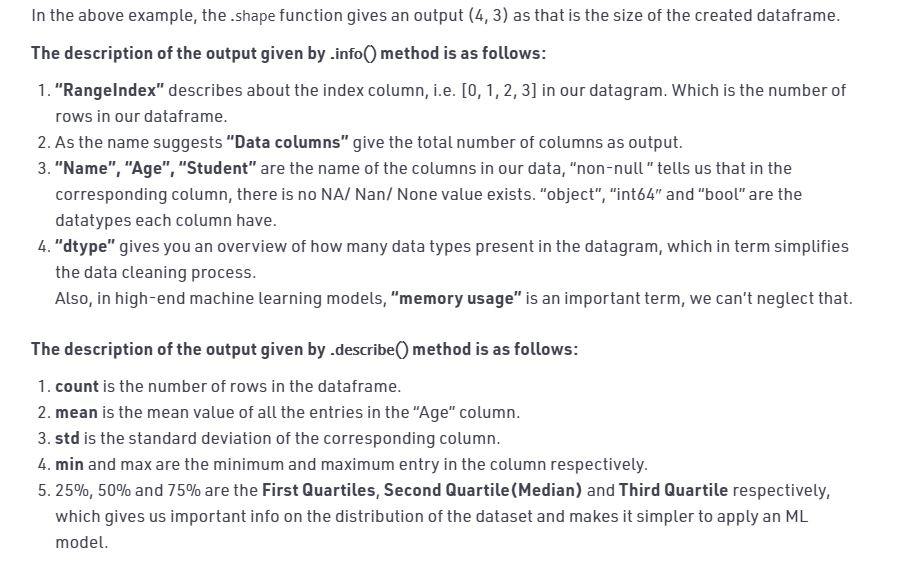 In the above example, the .shape function gives an output (4, 3) as that is the size of the created dataframe.
The description of the output given by .info() method is as follows:
1. “RangeIndex” describes about the index column, i.e. [0, 1, 2, 3] in our datagram. Which is the number of
rows in our dataframe.
2. As the name suggests “Data columns” give the total number of columns as output.
3. “Name”, “Age”, “Student” are the name of the columns in our data, “non-null ” tells us that in the
corresponding column, there is no NA/ Nan/ None value exists. “object”, “int64″ and “bool” are the
datatypes each column have.
4. “dtype” gives you an overview of how many data types present in the datagram, which in term simplifies
the data cleaning process.
Also, in high-end machine learning models, “memory usage” is an important term, we can’t neglect that.
The description of the output given by .describe() method is as follows:
1. count is the number of rows in the dataframe.
2. mean is the mean value of all the entries in the “Age” column.
3. std is the standard deviation of the corresponding column.
4. min and max are the minimum and maximum entry in the column respectively.
5. 25%, 50% and 75% are the First Quartiles, Second Quartile(Median) and Third Quartile respectively,
which gives us important info on the distribution of the dataset and makes it simpler to apply an ML
model.